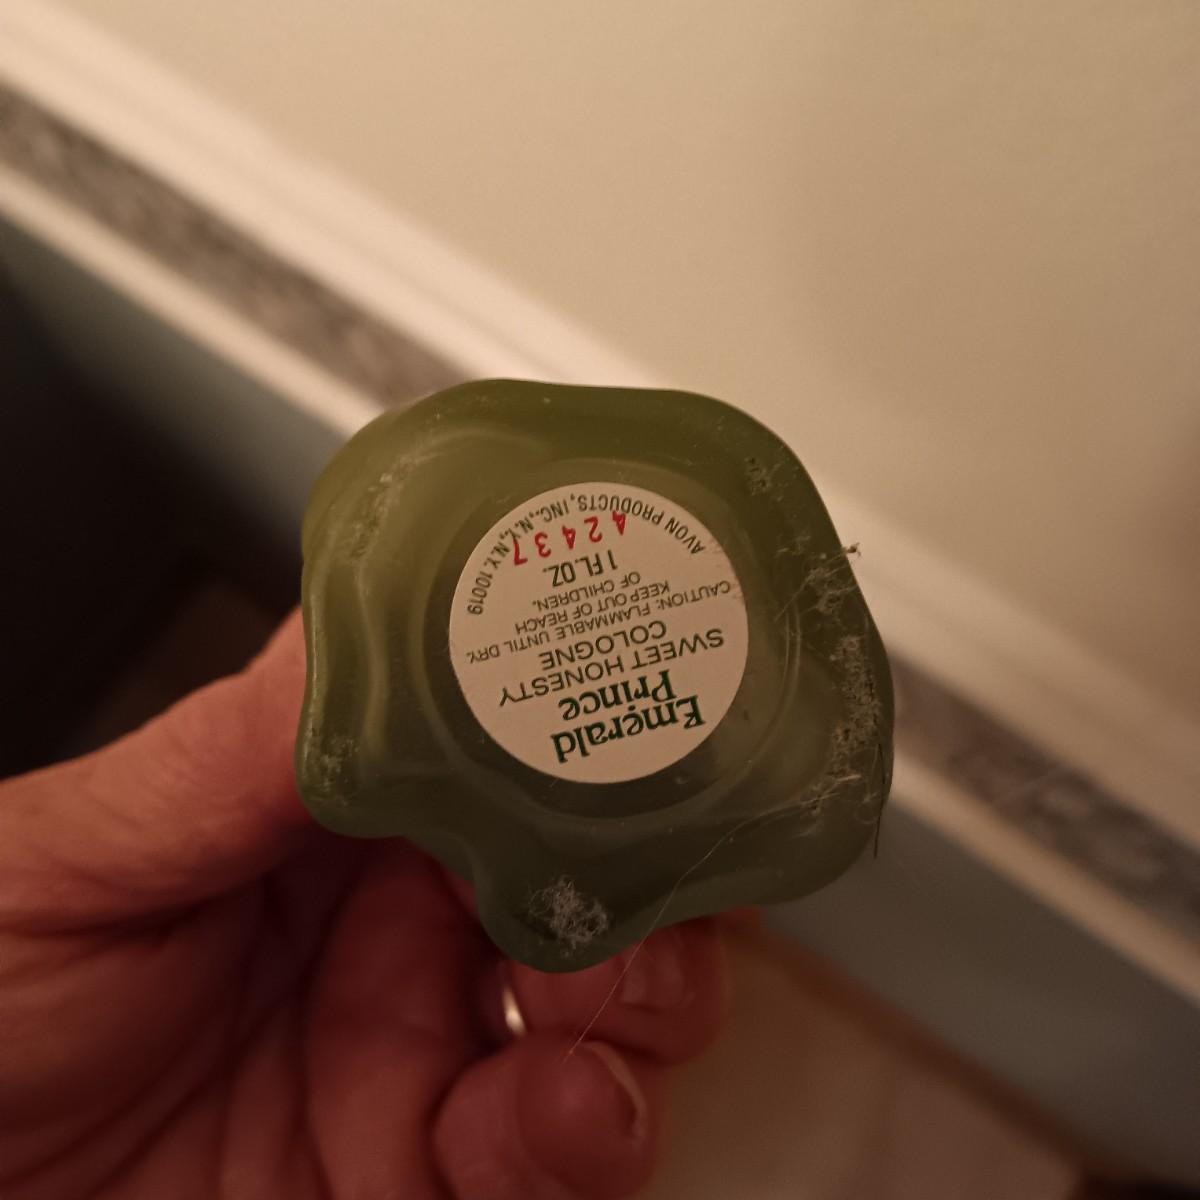 Emerald
Prince
SWEET HONESTY
COLOGNE
CAUTION: FLAMMABLE UNTIL DRY.
KEEP OUT OF REACH
OF CHILDREN.
1 FL. OZ.
42437
AVON PRODUCTS, INC., N.Y., N.Y. 10019